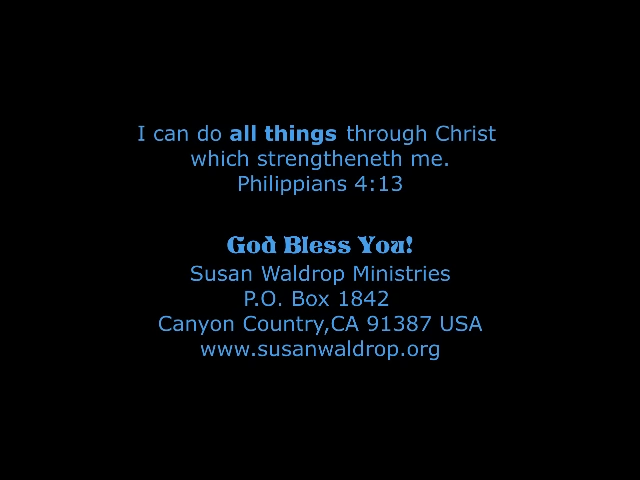 I can do all things through Christ
which strengtheneth me.
Philippians 4:13
God Bless You!
Susan Waldrop Ministries
P.O. Box 1842
Canyon Country,CA 91387 USA
www.susanwaldrop.org